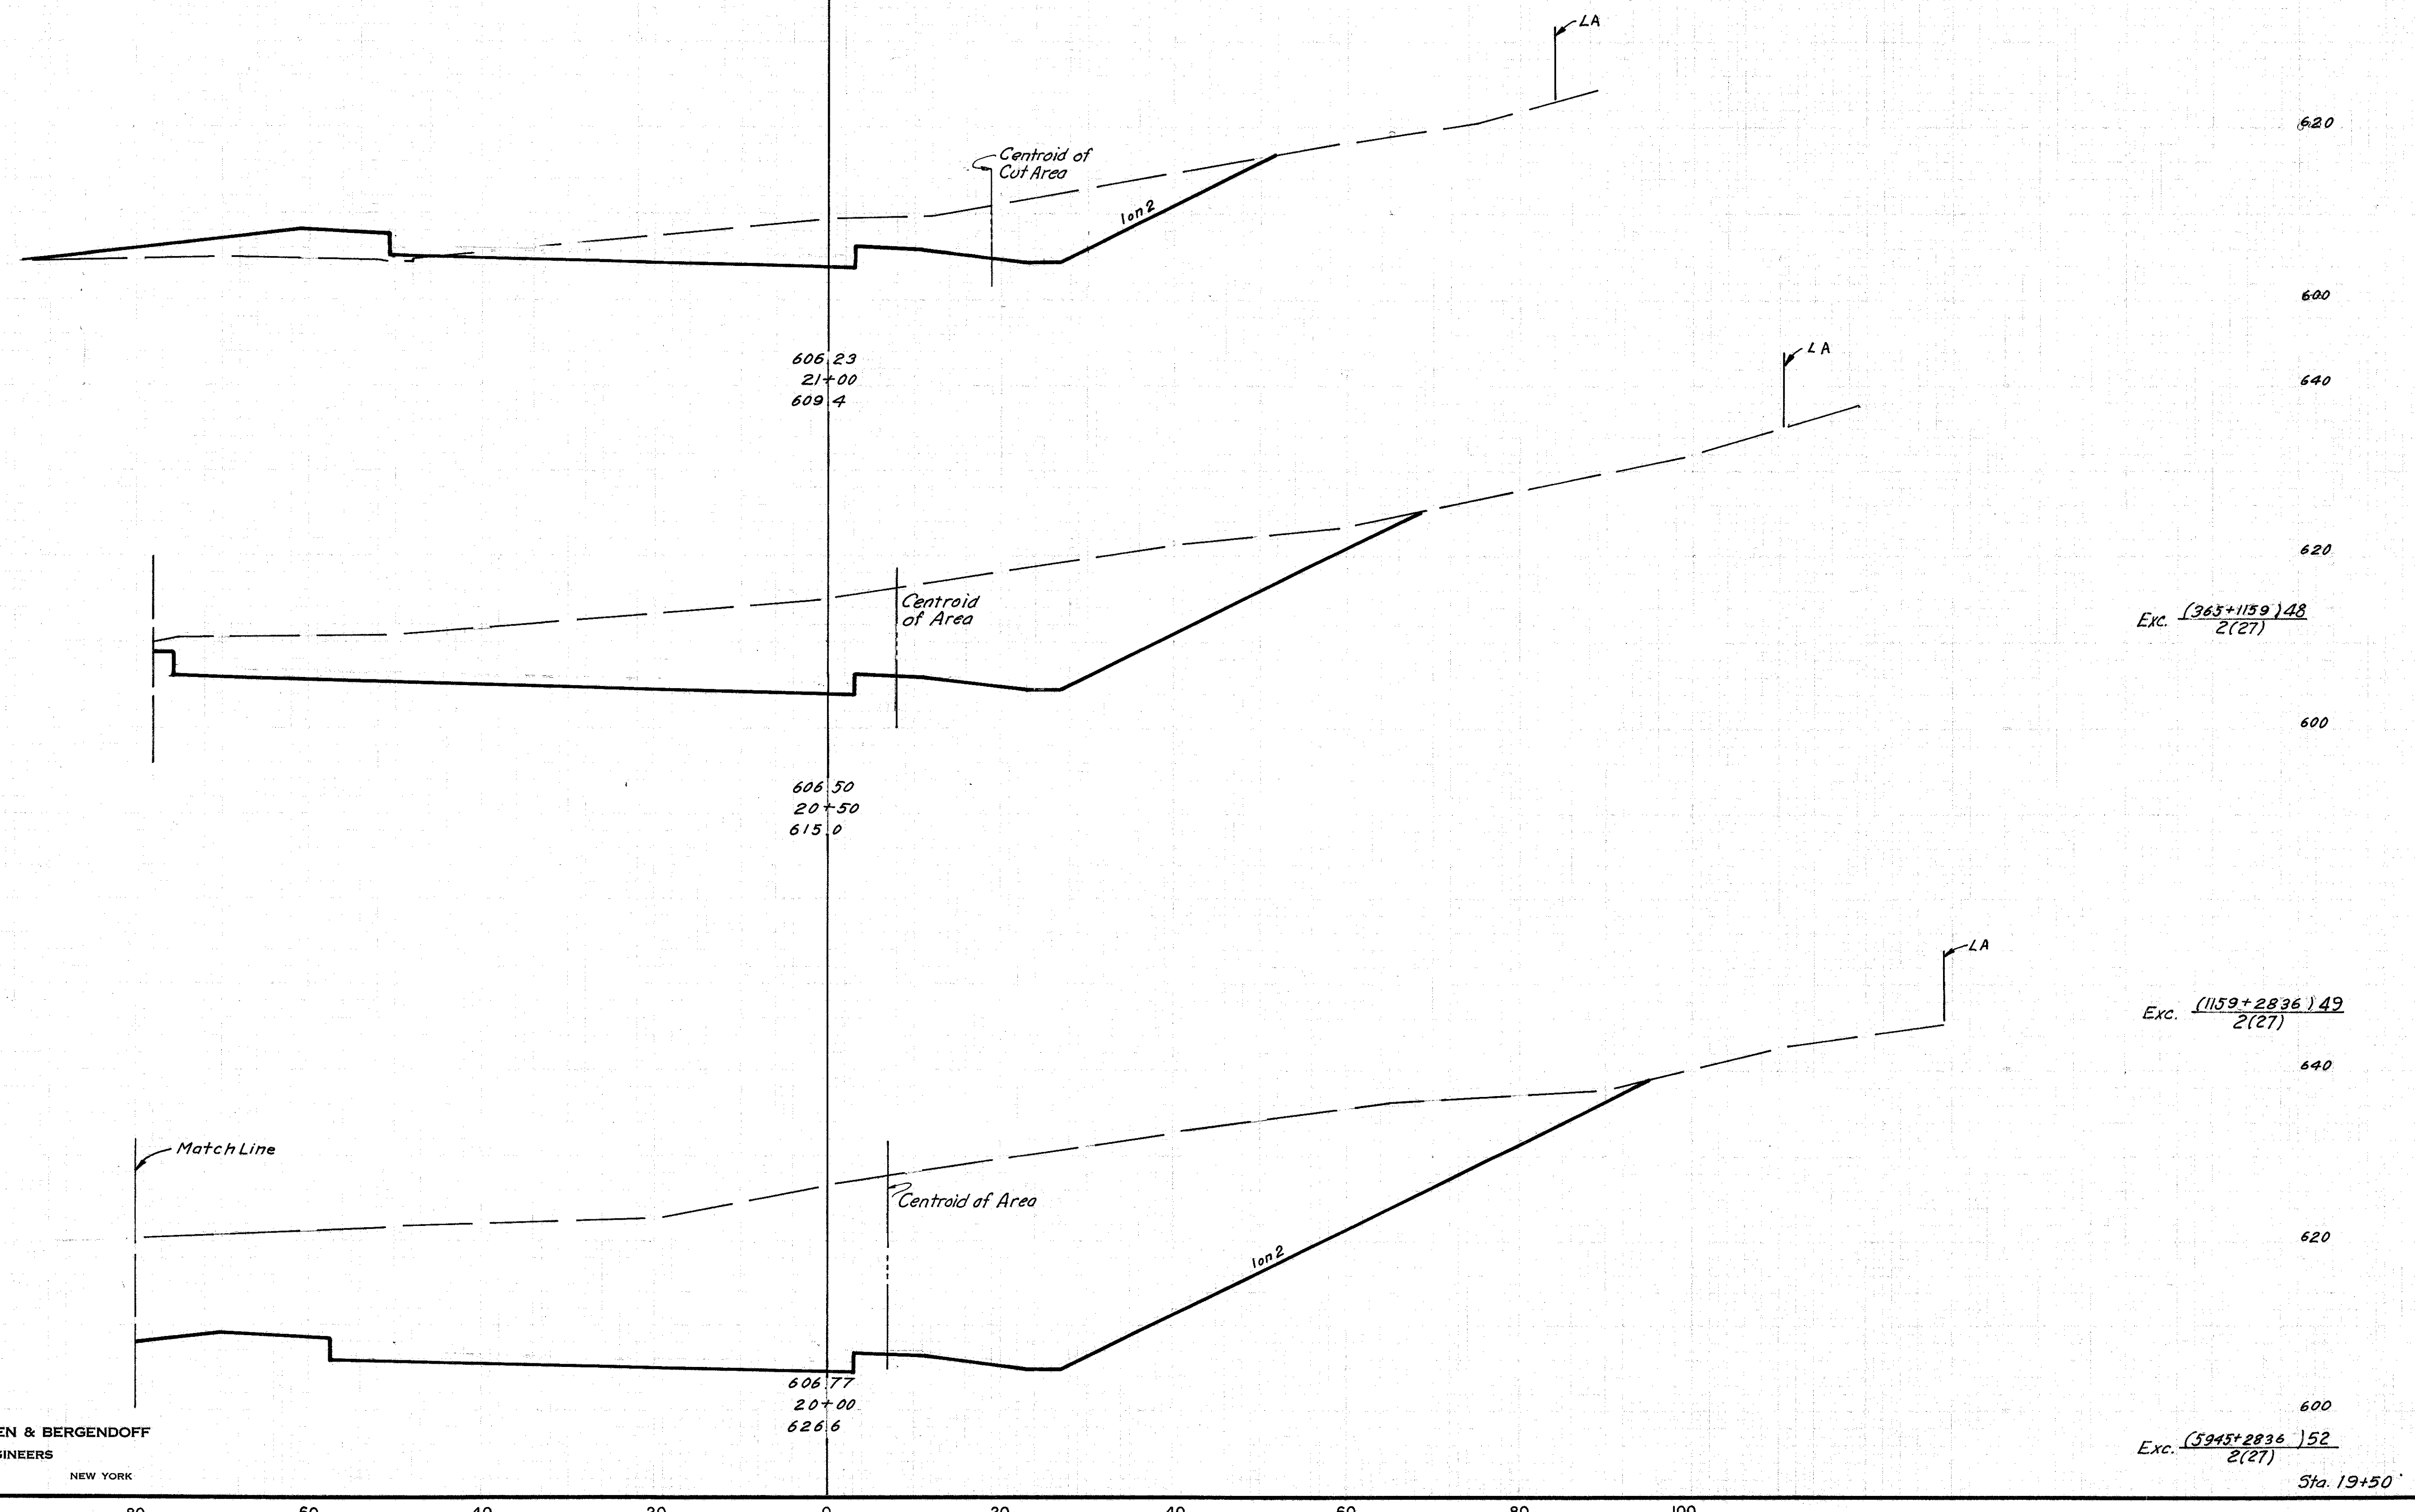 LA
620
Centroid of
Cut Area
1 on 2
600
606.23
21+00
609.4
LA
640
620
Centroid
of Area
Exc. (365+1159)48
2(27)
600
606.50
20+50
615.0
LA
Exc. (1159+2836)49
2(27)
640
Match Line
Centroid of Area
620
1 on 2
606.77
20+00
626.6
600
EN & BERGENDOFF
GINEERS
NEW YORK
Exc. (5945+2836)52
2(27)
Sta. 19+50
80 60 40 20 0 20 40 60 80 100